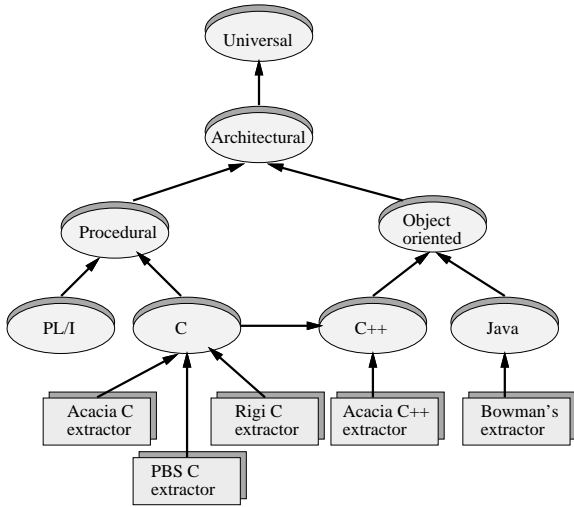 Universal
Architectural
Procedural
Object
oriented
PL/I
C
C++
Java
Acacia C
extractor
Rigi C
extractor
Acacia C++
extractor
Bowman's
extractor
PBS C
extractor